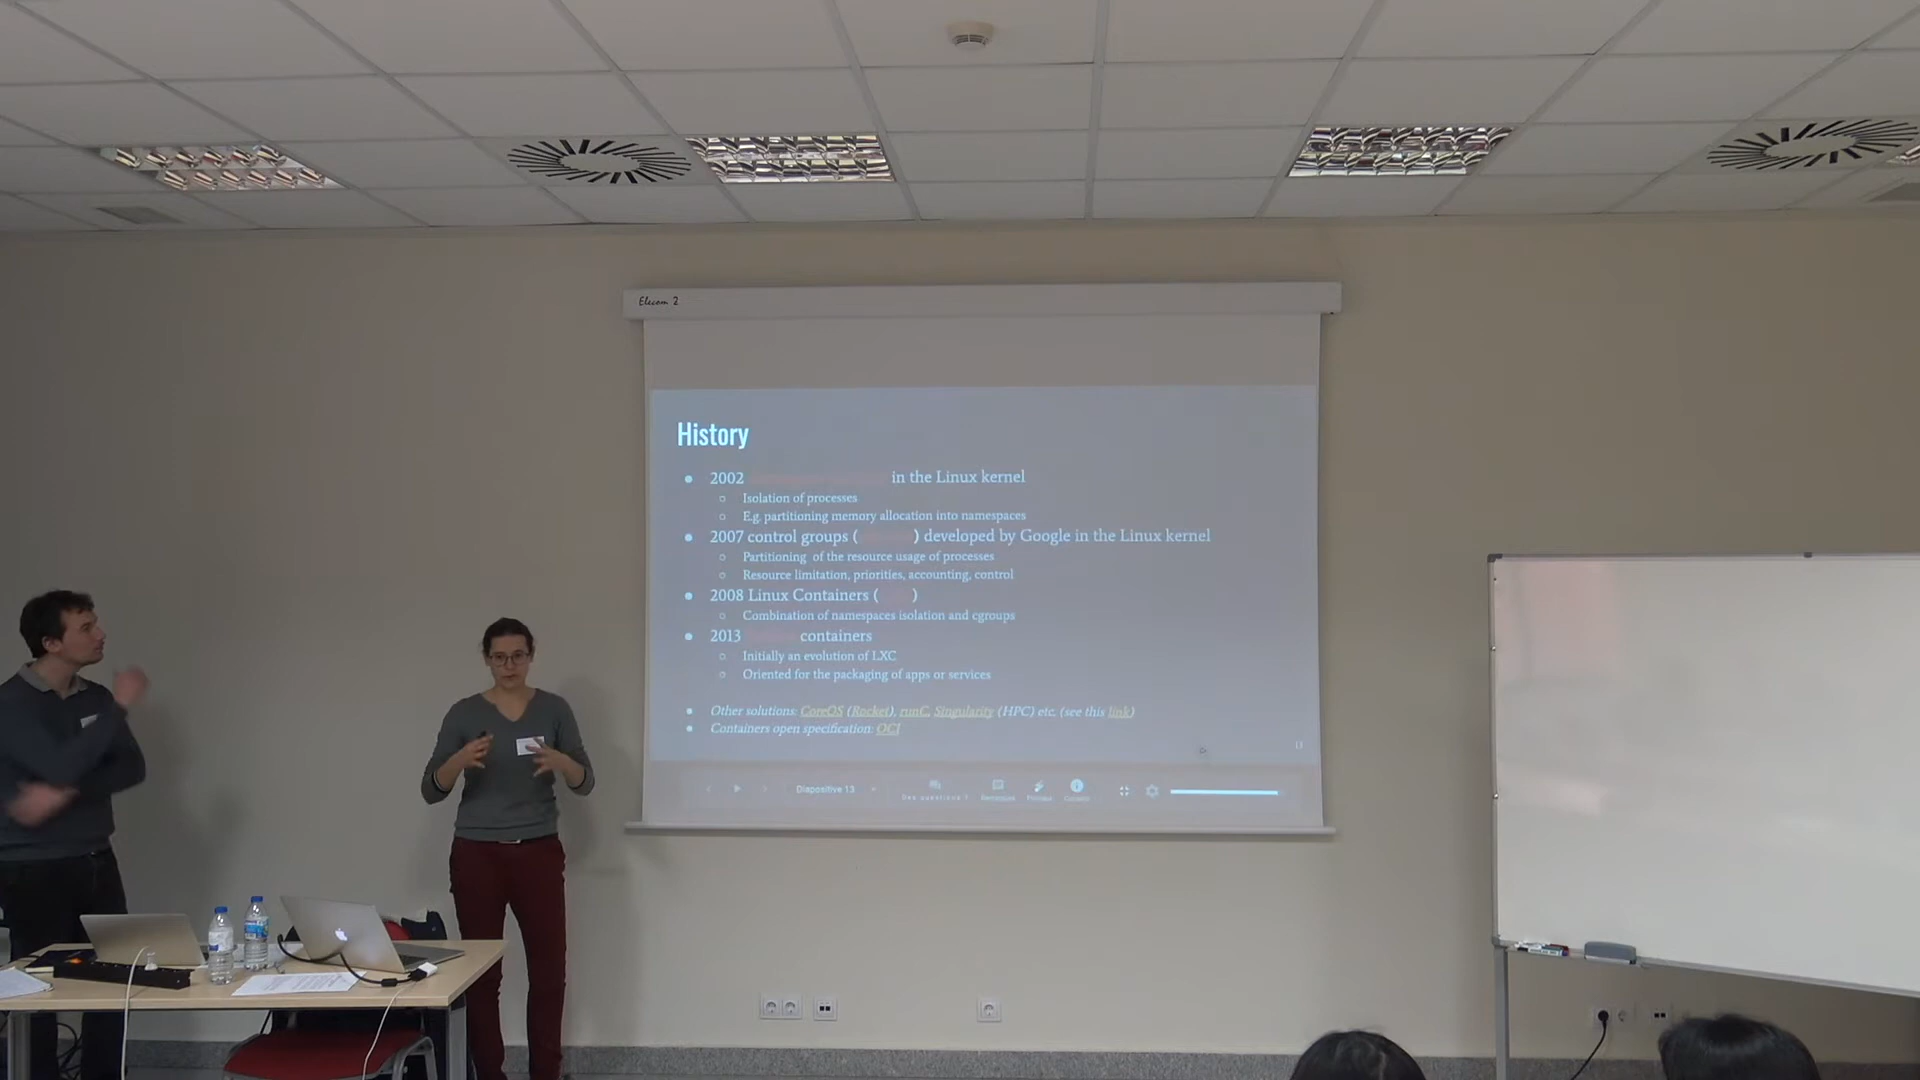 Elecom 2
History
2002 in the Linux kernel
Isolation of processes
E.g. partitioning memory allocation into namespaces
2007 control groups ( ) developed by Google in the Linux kernel
Partitioning of the resource usage of processes
Resource limitation, priorities, accounting, control
2008 Linux Containers ( )
Combination of namespaces isolation and cgroups
2013 containers
Initially an evolution of LXC
Oriented for the packaging of apps or services
Other solutions: CoreOS (Rocket), runC, Singularity (HPC) etc. (see this link)
Containers open specification: OCI
13
Diapositive 13